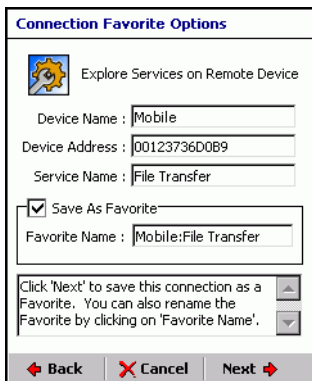 Connection Favorite Options
Explore Services on Remote Device
Device Name : Mobile
Device Address : 00123736D0B9
Service Name : File Transfer
Save As Favorite
Favorite Name : Mobile:File Transfer
Click 'Next' to save this connection as a
Favorite. You can also rename the
Favorite by clicking on 'Favorite Name'.
Back Cancel Next